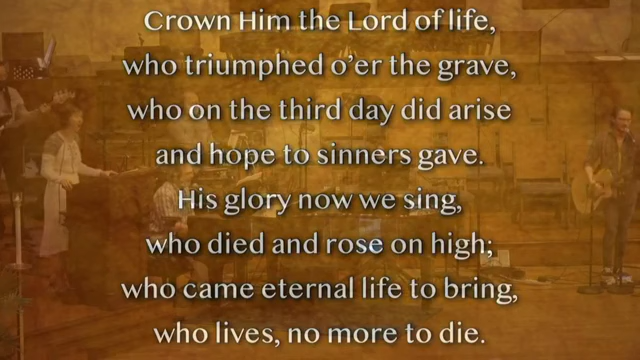 Crown Him the Lord of life,
who triumphed o’er the grave,
who on the third day did arise
and hope to sinners gave.
His glory now we sing,
who died and rose on high;
who came eternal life to bring,
who lives, no more to die.